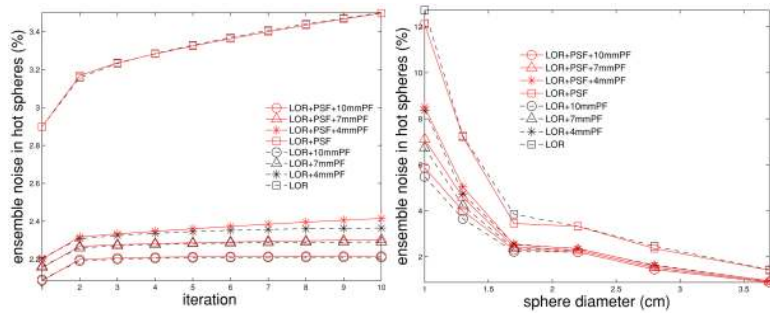 ensemble noise in hot spheres (%)
3.4
3.2
3
2.8
2.6
2.4
2.2
LOR+PSF+10mmPF
LOR+PSF+7mmPF
LOR+PSF+4mmPF
LOR+PSF
LOR+10mmPF
LOR+7mmPF
LOR+4mmPF
LOR
2 3 4 5 6 7 8 9 10
iteration
ensemble noise in hot spheres (%)
12
10
8
6
4
2
LOR+PSF+10mmPF
LOR+PSF+7mmPF
LOR+PSF+4mmPF
LOR+PSF
LOR+10mmPF
LOR+7mmPF
LOR+4mmPF
LOR
1 1.5 2 2.5 3 3.5
sphere diameter (cm)